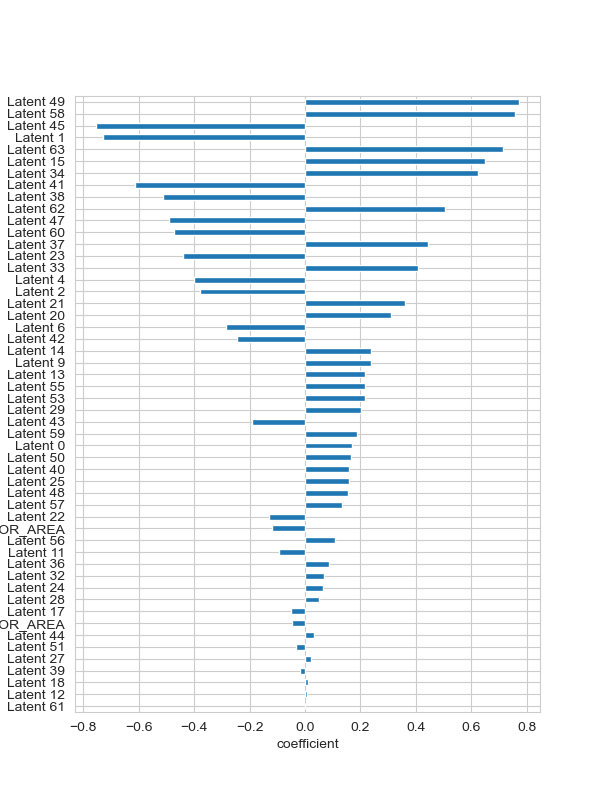 Latent 49
Latent 58
Latent 45
Latent 1
Latent 63
Latent 15
Latent 34
Latent 41
Latent 38
Latent 62
Latent 47
Latent 60
Latent 37
Latent 23
Latent 33
Latent 4
Latent 2
Latent 21
Latent 20
Latent 6
Latent 42
Latent 14
Latent 9
Latent 13
Latent 55
Latent 53
Latent 29
Latent 43
Latent 59
Latent 0
Latent 50
Latent 40
Latent 25
Latent 48
Latent 57
Latent 22
OR_AREA
Latent 56
Latent 11
Latent 36
Latent 32
Latent 24
Latent 28
Latent 17
OR_AREA
Latent 44
Latent 51
Latent 27
Latent 39
Latent 18
Latent 12
Latent 61
−0.8 −0.6 −0.4 −0.2 0.0 0.2 0.4 0.6 0.8
coefficient